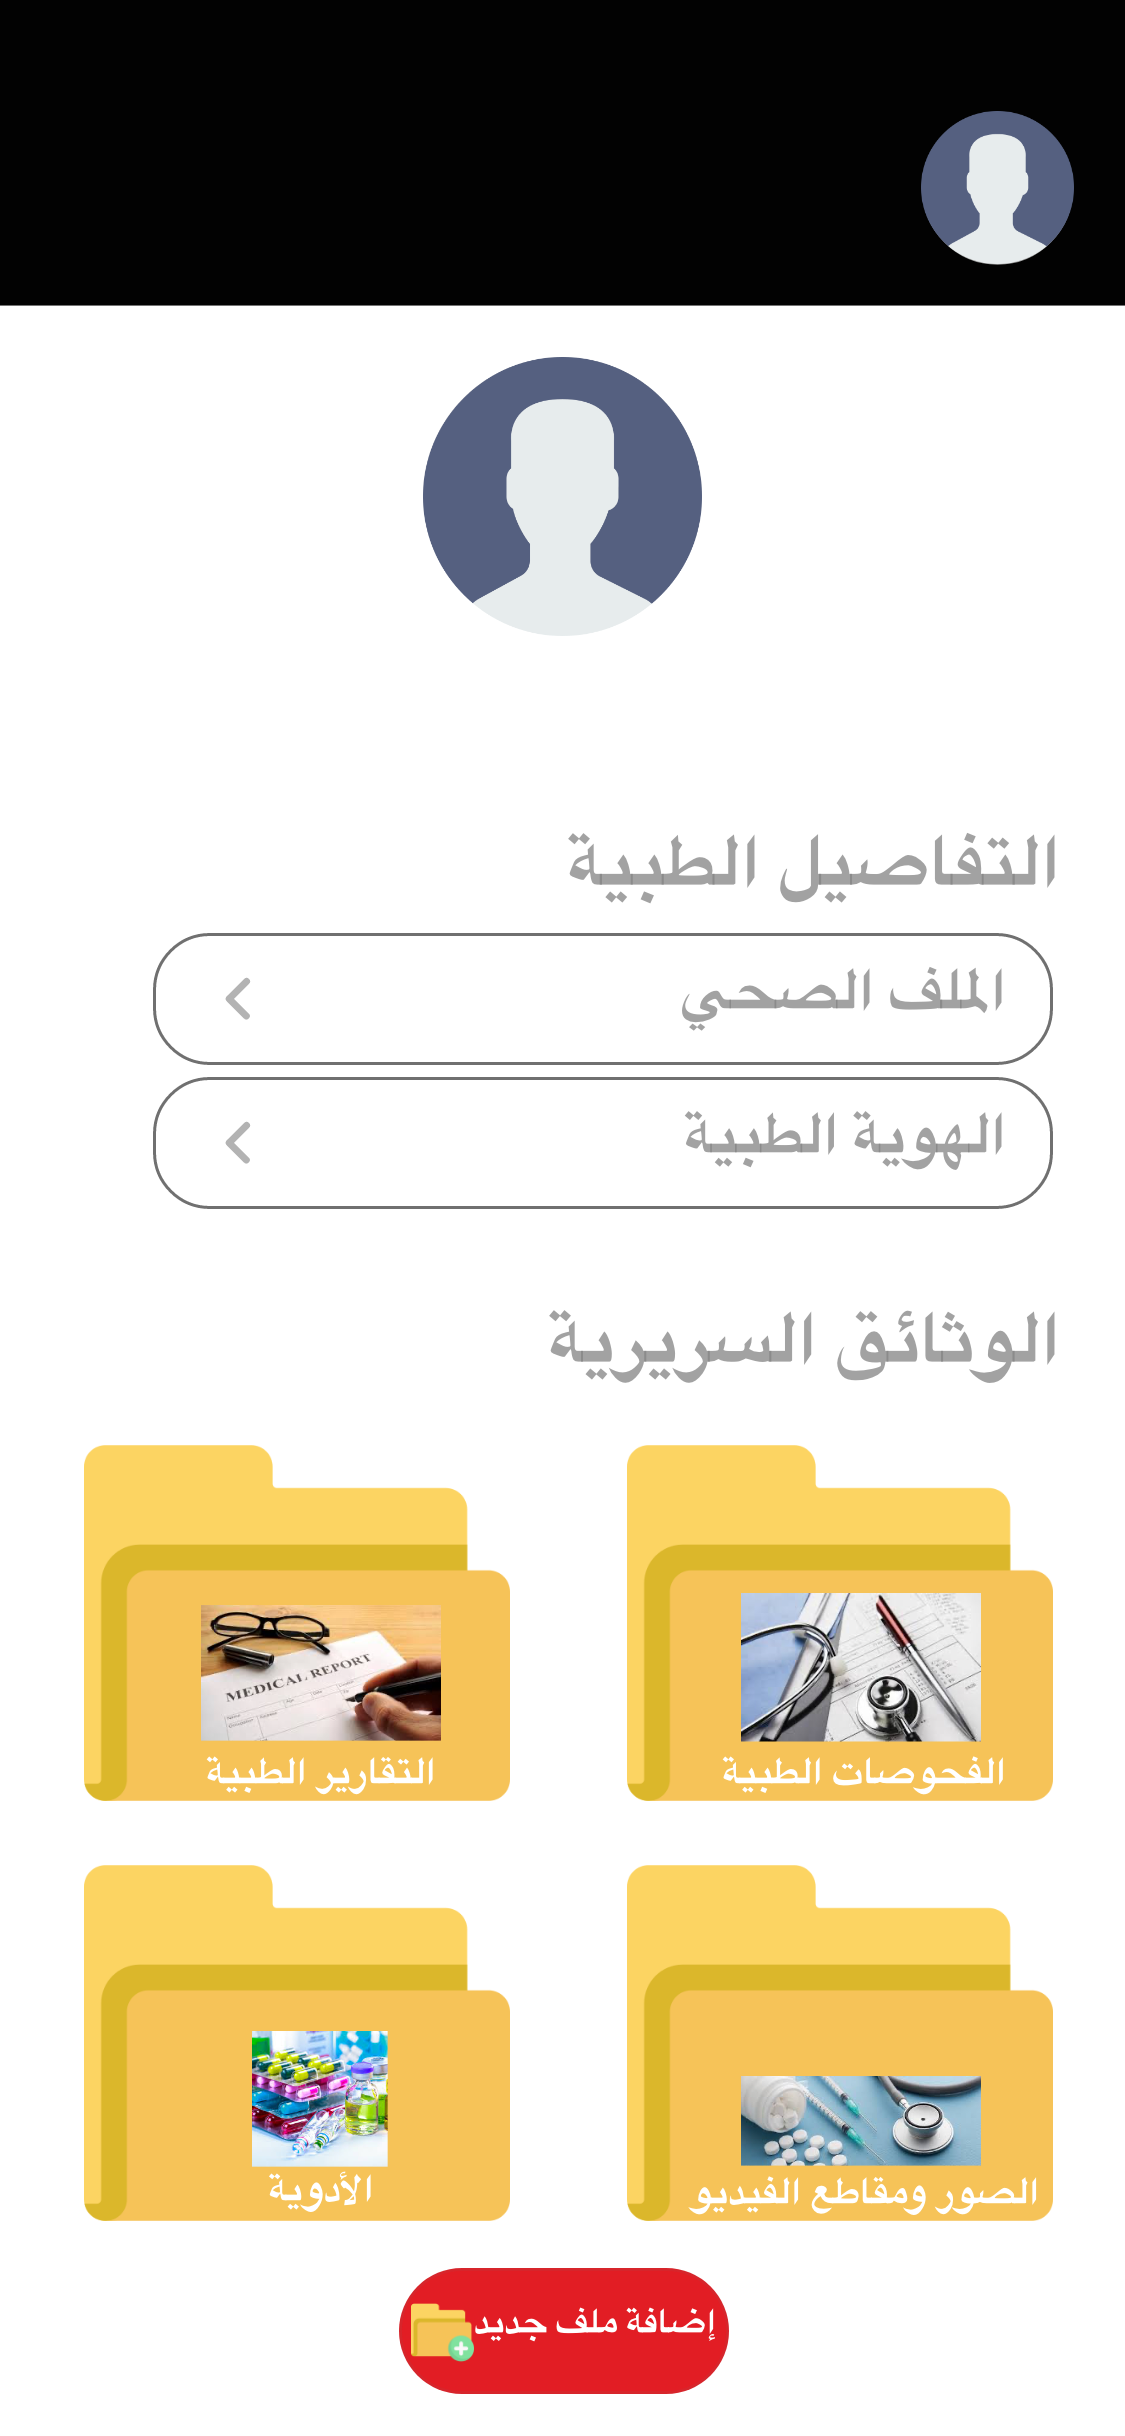 التفاصيل الطبية
الملف الصحي
الهوية الطبية
الوثائق السريرية
MEDICAL REPORT
الفحوصات الطبية
التقارير الطبية
الصور ومقاطع الفيديو
الأدوية
إضافة ملف جديد